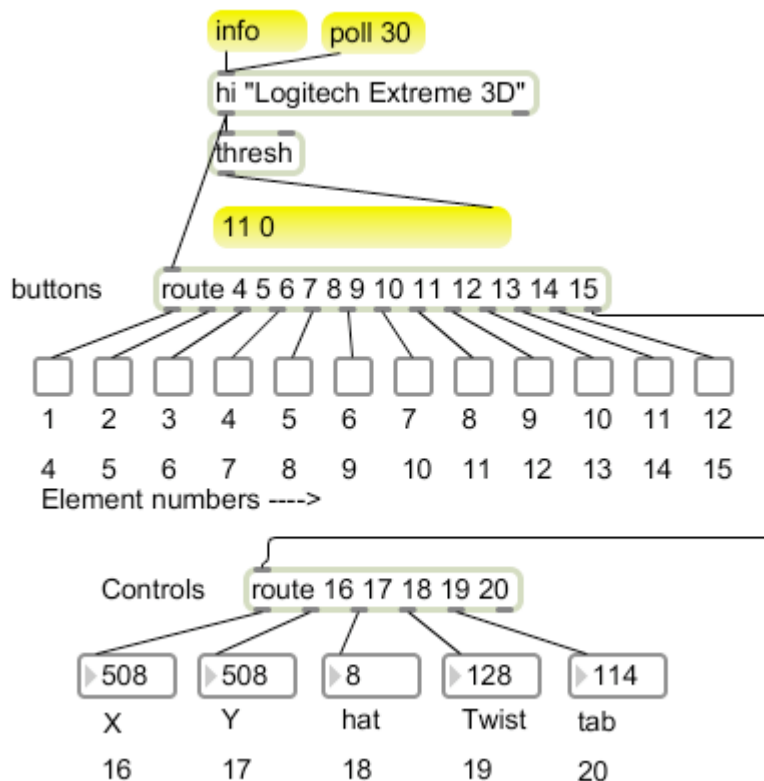 info poll 30
hi "Logitech Extreme 3D"
thresh
11 0
buttons route 4 5 6 7 8 9 10 11 12 13 14 15
1 2 3 4 5 6 7 8 9 10 11 12
4 5 6 7 8 9 10 11 12 13 14 15
Element numbers ---->
Controls route 16 17 18 19 20
508 508 8 128 114
X Y hat Twist tab
16 17 18 19 20